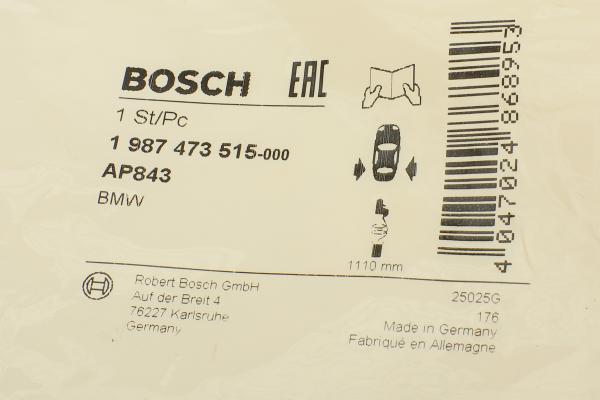 BOSCH EAC
1 St/Pc
1 987 473 515-000
AP843
BMW
1110 mm
4 047024 868953
Robert Bosch GmbH
Auf der Breit 4
76227 Karlsruhe
Germany
25025G
176
Made in Germany
Fabriqué en Allemagne